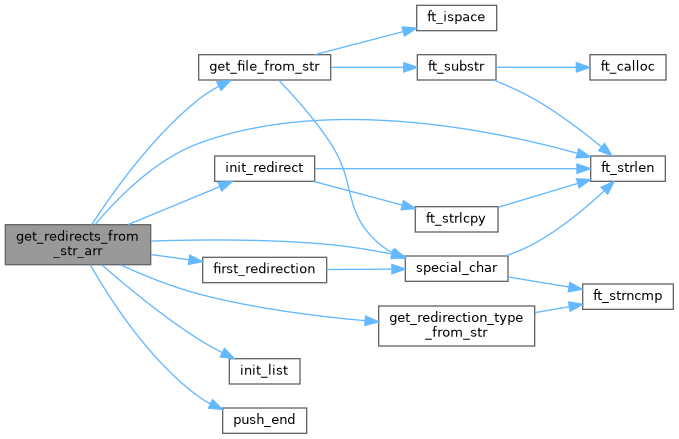 ft_ispace
get_file_from_str
ft_substr
ft_calloc
init_redirect
ft_strlen
ft_strlcpy
get_redirects_from
_str_arr
first_redirection
special_char
ft_strncmp
get_redirection_type
_from_str
init_list
push_end